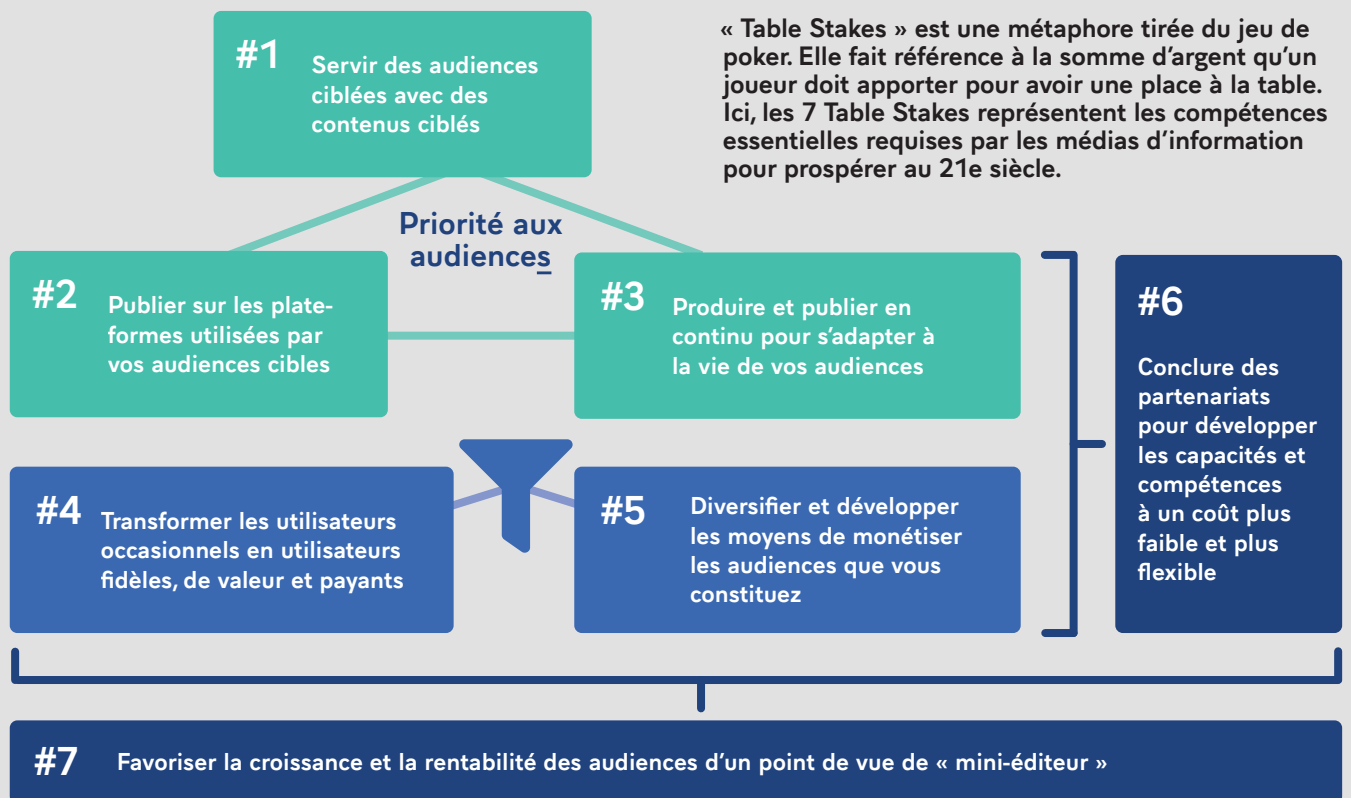 #1
Servir des audiences
ciblées avec des
contenus ciblés
« Table Stakes » est une métaphore tirée du jeu de
poker. Elle fait référence à la somme d'argent qu'un
joueur doit apporter pour avoir une place à la table.
Ici, les 7 Table Stakes représentent les compétences
essentielles requises par les médias d'information
pour prospérer au 21e siècle.
Priorité aux
audiences
#2
Publier sur les plate-
formes utilisées par
vos audiences cibles
#3
Produire et publier en
continu pour s'adapter à
la vie de vos audiences
#4
Transformer les utilisateurs
occasionnels en utilisateurs
fidèles, de valeur et payants
#5
Diversifier et développer
les moyens de monétiser
les audiences que vous
constituez
#6
Conclure des
partenariats
pour développer
les capacités et
compétences
à un coût plus
faible et plus
flexible
#7
Favoriser la croissance et la rentabilité des audiences d'un point de vue de « mini-éditeur »